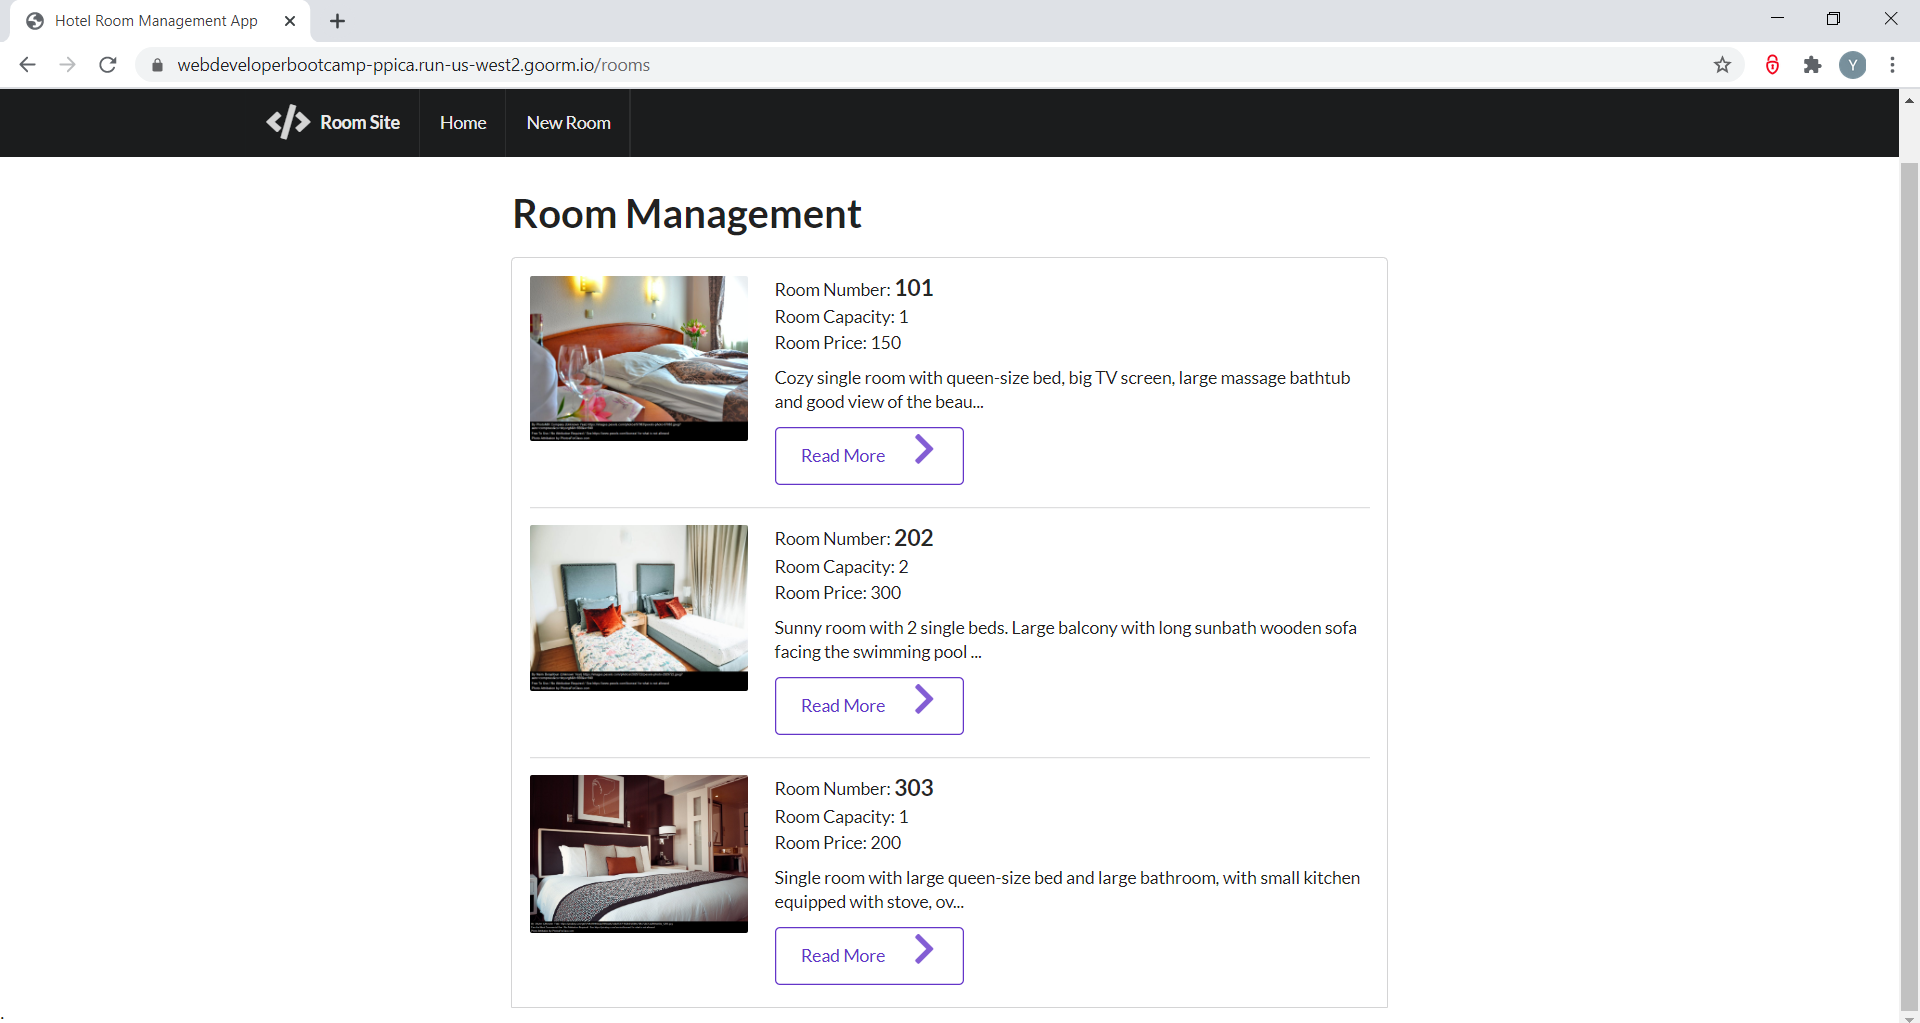 Hotel Room Management App
webdeveloperbootcamp-ppica.run-us-west2.goorm.io/rooms
Y
Room Site
Home
New Room
Room Management
Room Number: 101
Room Capacity: 1
Room Price: 150
Cozy single room with queen-size bed, big TV screen, large massage bathtub
and good view of the beau...
Read More
Room Number: 202
Room Capacity: 2
Room Price: 300
Sunny room with 2 single beds. Large balcony with long sunbath wooden sofa
facing the swimming pool ...
Read More
Room Number: 303
Room Capacity: 1
Room Price: 200
Single room with large queen-size bed and large bathroom, with small kitchen
equipped with stove, ov...
Read More